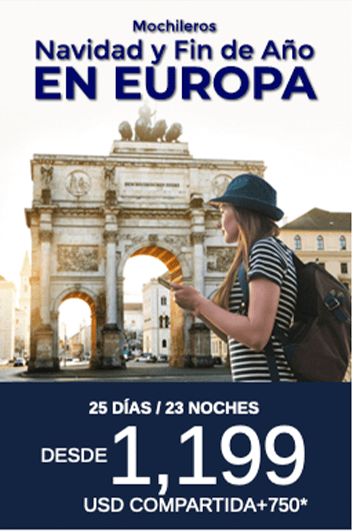 Mochileros
Navidad y Fin de Año
EN EUROPA
25 DÍAS / 23 NOCHES
DESDE 1,199
USD COMPARTIDA+750*